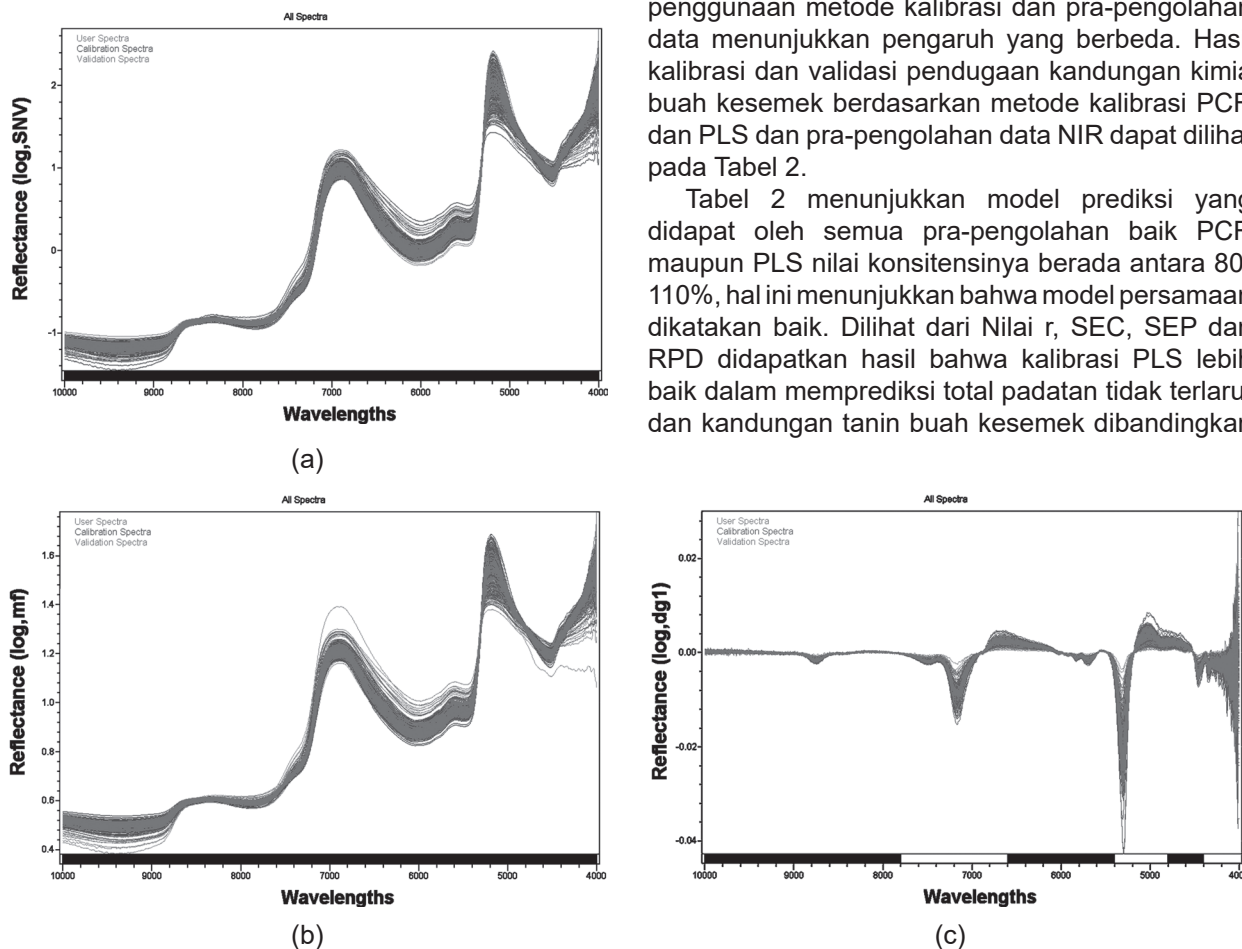 All Spectra
User Spectra
Calibration Spectra
Validation Spectra
Reflectance (log,SNV)
2
1
0
-1
10000 9000 8000 7000 6000 5000 4000
Wavelengths
(a)
penggunaan metode kalibrasi dan pra-pengolahan
data menunjukkan pengaruh yang berbeda. Hasi
kalibrasi dan validasi pendugaan kandungan kimia
buah kesemek berdasarkan metode kalibrasi PCR
dan PLS dan pra-pengolahan data NIR dapat diliha
pada Tabel 2.
Tabel 2 menunjukkan model prediksi yang
didapat oleh semua pra-pengolahan baik PCR
maupun PLS nilai konsitensinya berada antara 80
110%, hal ini menunjukkan bahwa model persamaan
dikatakan baik. Dilihat dari Nilai r, SEC, SEP dan
RPD didapatkan hasil bahwa kalibrasi PLS lebih
baik dalam memprediksi total padatan tidak terlaru
dan kandungan tanin buah kesemek dibandingkan
All Spectra
User Spectra
Calibration Spectra
Validation Spectra
Reflectance (log,mf)
1.6
1.4
1.2
1.0
0.8
0.6
0.4
10000 9000 8000 7000 6000 5000 4000
Wavelengths
(b)
All Spectra
User Spectra
Calibration Spectra
Validation Spectra
Reflectance (log,dg1)
0.02
0.00
-0.02
-0.04
10000 9000 8000 7000 6000 5000 400
Wavelengths
(c)